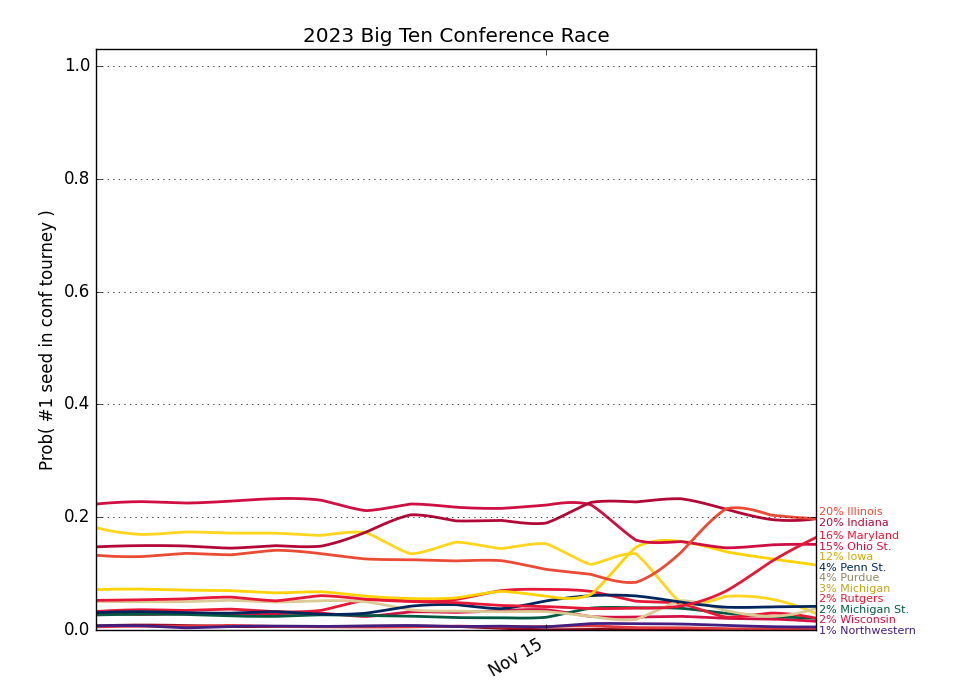 2023 Big Ten Conference Race
Prob( #1 seed in conf tourney )
1.0
0.8
0.6
0.4
0.2
0.0
Nov 15
20% Illinois
20% Indiana
16% Maryland
15% Ohio St.
12% Iowa
4% Penn St.
4% Purdue
3% Michigan
2% Rutgers
2% Michigan St.
2% Wisconsin
1% Northwestern